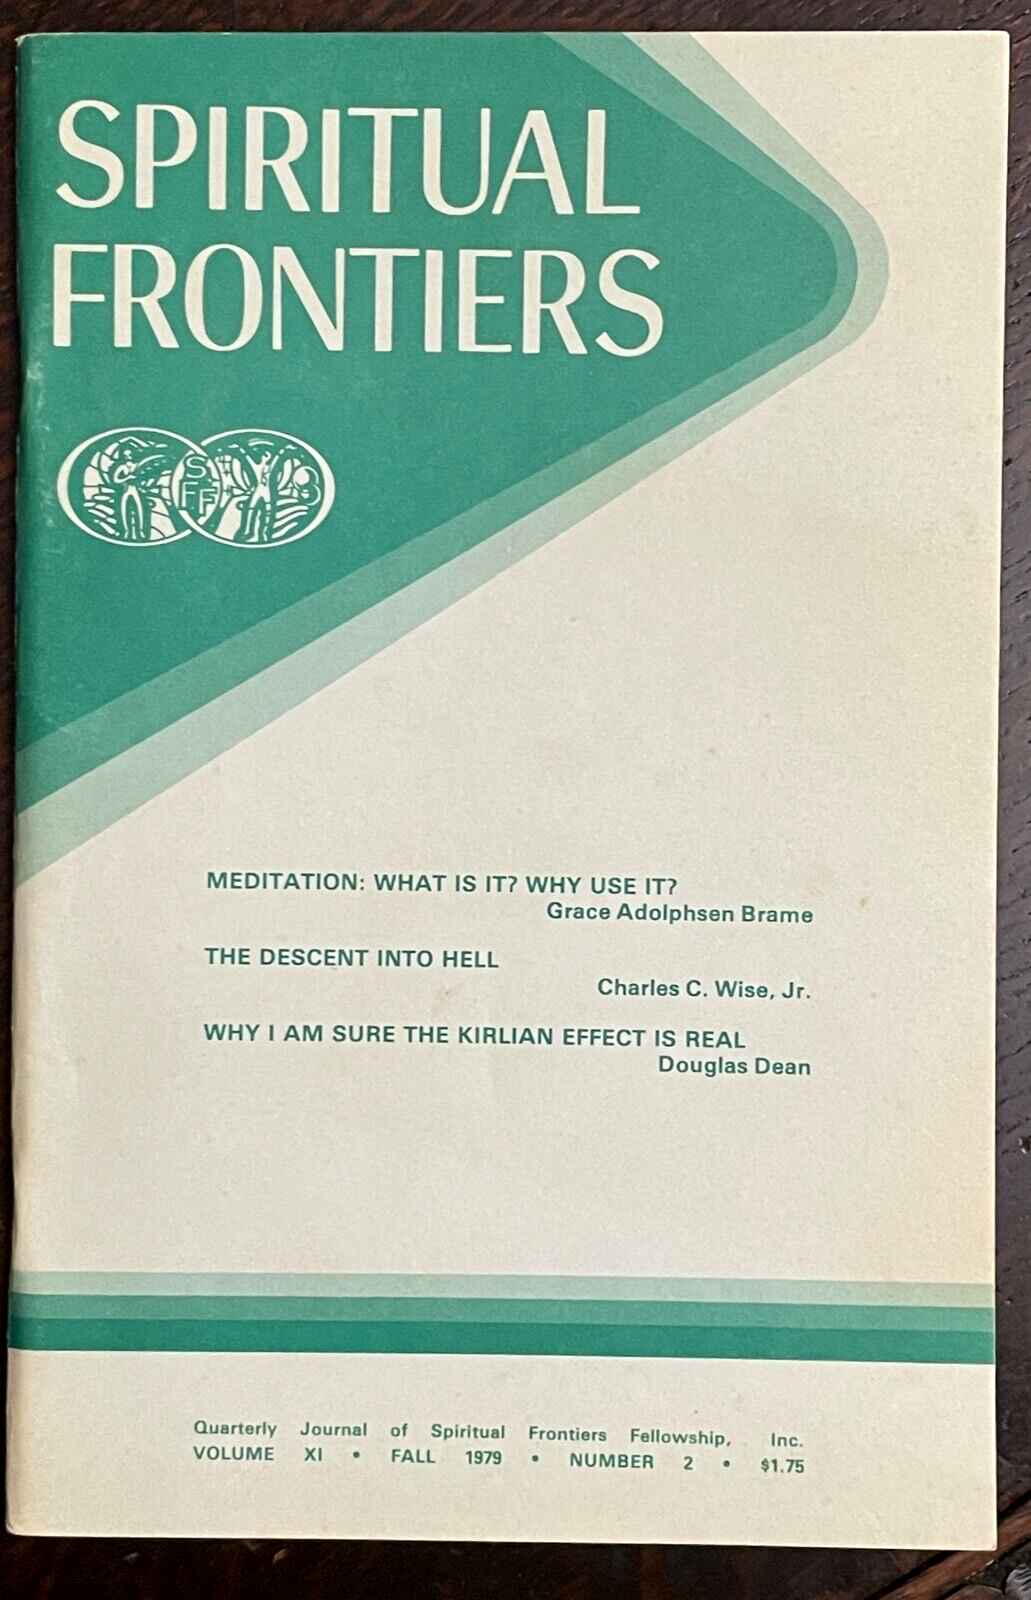 SPIRITUAL
FRONTIERS
SFF
MEDITATION: WHAT IS IT? WHY USE IT?
Grace Adolphsen Brame
THE DESCENT INTO HELL
Charles C. Wise, Jr.
WHY I AM SURE THE KIRLIAN EFFECT IS REAL
Douglas Dean
Quarterly Journal of Spiritual Frontiers Fellowship, Inc.
VOLUME XI • FALL 1979 • NUMBER 2 • $1.75